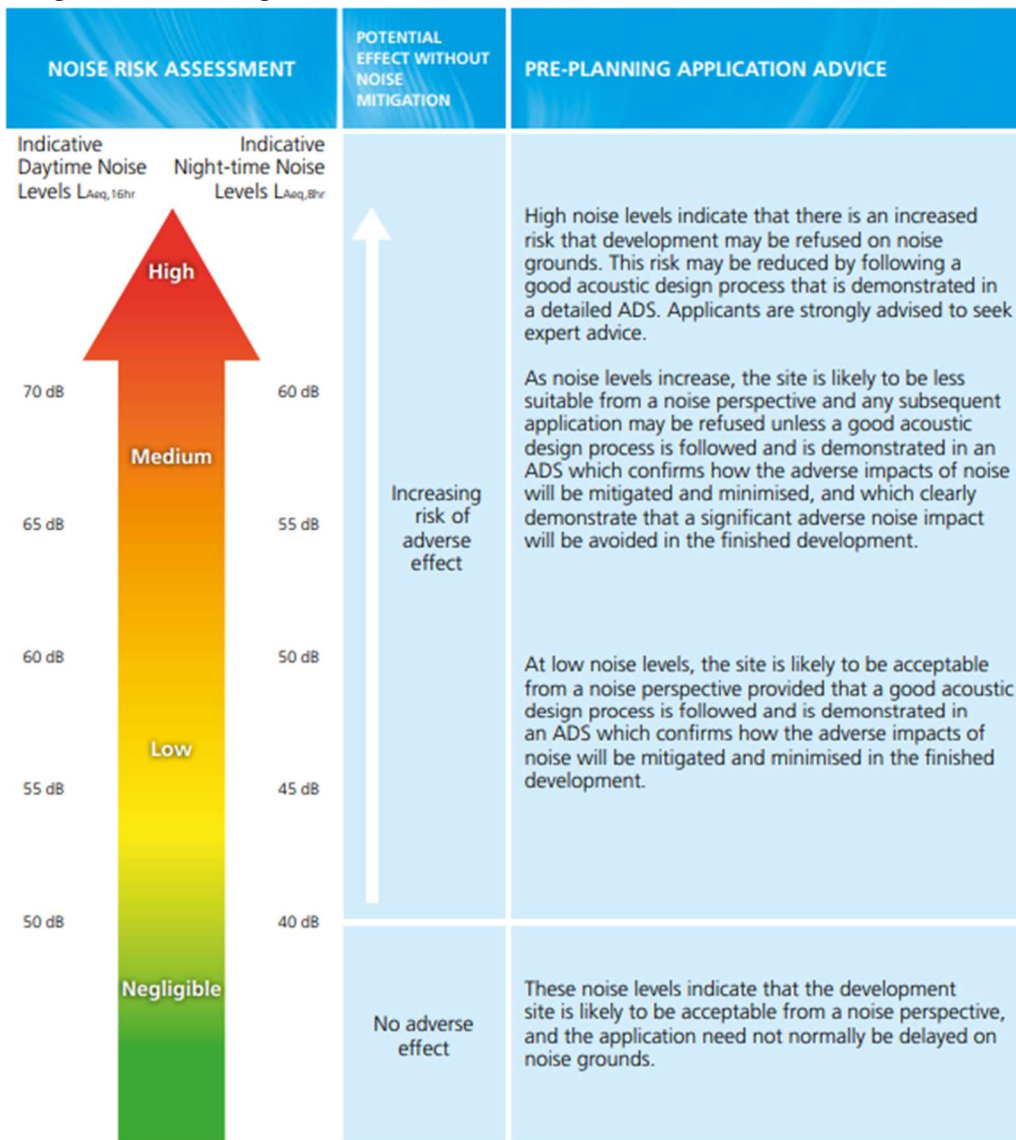 NOISE RISK ASSESSMENT
POTENTIAL
EFFECT WITHOUT
NOISE
MITIGATION
PRE-PLANNING APPLICATION ADVICE
Indicative
Daytime Noise
Levels LAeq,16hr
Indicative
Night-time Noise
Levels LAeq,8hr
High
70 dB
60 dB
Medium
65 dB
55 dB
60 dB
50 dB
Low
55 dB
45 dB
50 dB
40 dB
Negligible
Increasing
risk of
adverse
effect
No adverse
effect
High noise levels indicate that there is an increased
risk that development may be refused on noise
grounds. This risk may be reduced by following a
good acoustic design process that is demonstrated in
a detailed ADS. Applicants are strongly advised to seek
expert advice.
As noise levels increase, the site is likely to be less
suitable from a noise perspective and any subsequent
application may be refused unless a good acoustic
design process is followed and is demonstrated in an
ADS which confirms how the adverse impacts of noise
will be mitigated and minimised, and which clearly
demonstrate that a significant adverse noise impact
will be avoided in the finished development.
At low noise levels, the site is likely to be acceptable
from a noise perspective provided that a good acoustic
design process is followed and is demonstrated in
an ADS which confirms how the adverse impacts of
noise will be mitigated and minimised in the finished
development.
These noise levels indicate that the development
site is likely to be acceptable from a noise perspective,
and the application need not normally be delayed on
noise grounds.